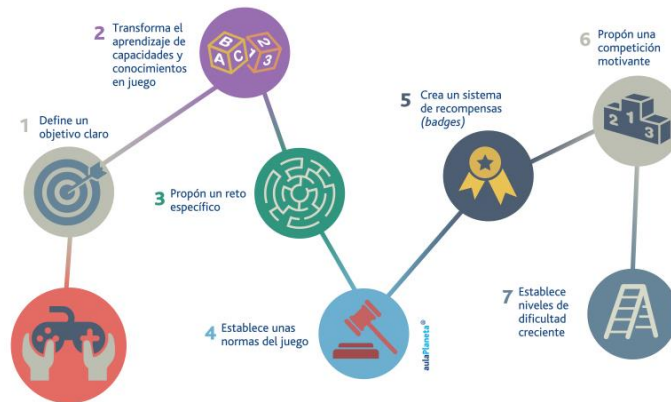 1 Define un
objetivo claro
2 Transforma el
aprendizaje de
capacidades y
conocimientos
en juego
A B C 1 2 3
3 Propón un reto
específico
4 Establece unas
normas del juego
aulaPlaneta
5 Crea un sistema
de recompensas
(badges)
6 Propón una
competición
motivante
2 1 3
7 Establece
niveles de
dificultad
creciente